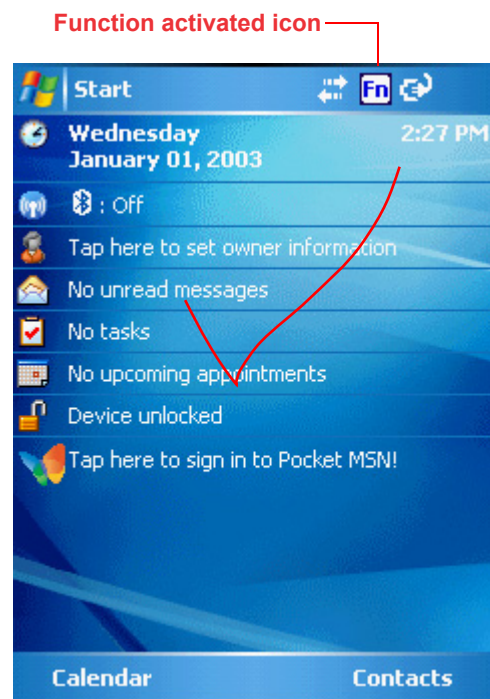 Function activated icon
Start Fn
Wednesday 2:27 PM
January 01, 2003
: Off
Tap here to set owner information
No unread messages
No tasks
No upcoming appointments
Device unlocked
Tap here to sign in to Pocket MSN!
Calendar Contacts